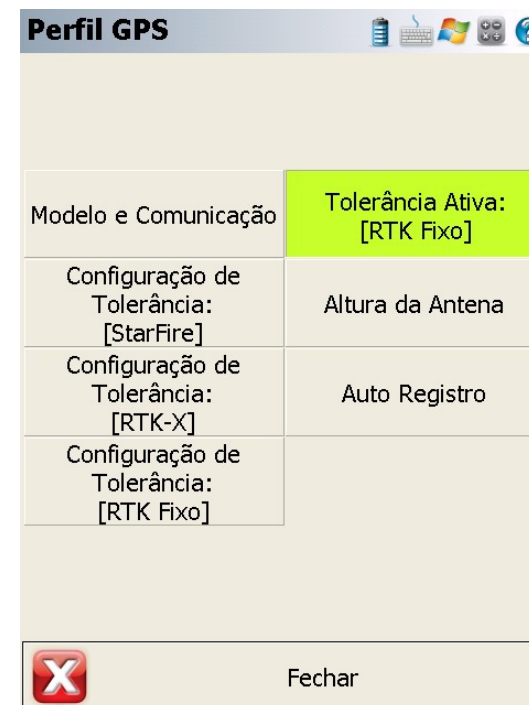 Perfil GPS
Modelo e Comunicação
Tolerância Ativa:
[RTK Fixo]
Configuração de
Tolerância:
[StarFire]
Altura da Antena
Configuração de
Tolerância:
[RTK-X]
Auto Registro
Configuração de
Tolerância:
[RTK Fixo]
Fechar